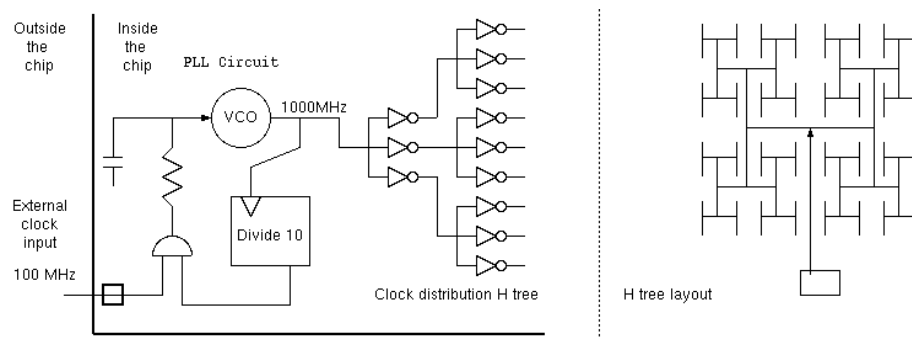 Outside
the
chip
Inside
the
chip
PLL Circuit
VCO
1000MHz
Divide 10
External
clock
input
100 MHz
Clock distribution H tree
H tree layout